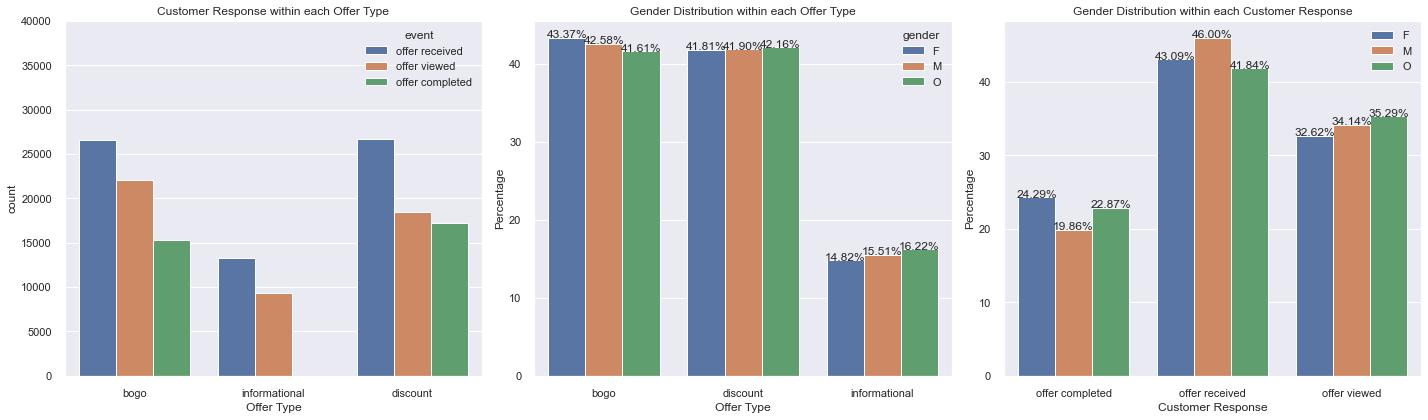 Customer Response within each Offer Type
40000
35000
30000
25000
20000
15000
10000
5000
0
count
event
offer received
offer viewed
offer completed
bogo
informational
discount
Offer Type
Gender Distribution within each Offer Type
40
30
20
10
0
Percentage
gender
F
M
O
43.37%
42.58%
41.61%
41.81%
41.90%
42.16%
14.82%
15.51%
16.22%
bogo
discount
informational
Offer Type
Gender Distribution within each Customer Response
40
30
20
10
0
Percentage
F
M
O
24.29%
19.86%
22.87%
43.09%
46.00%
41.84%
32.62%
34.14%
35.29%
offer completed
offer received
offer viewed
Customer Response